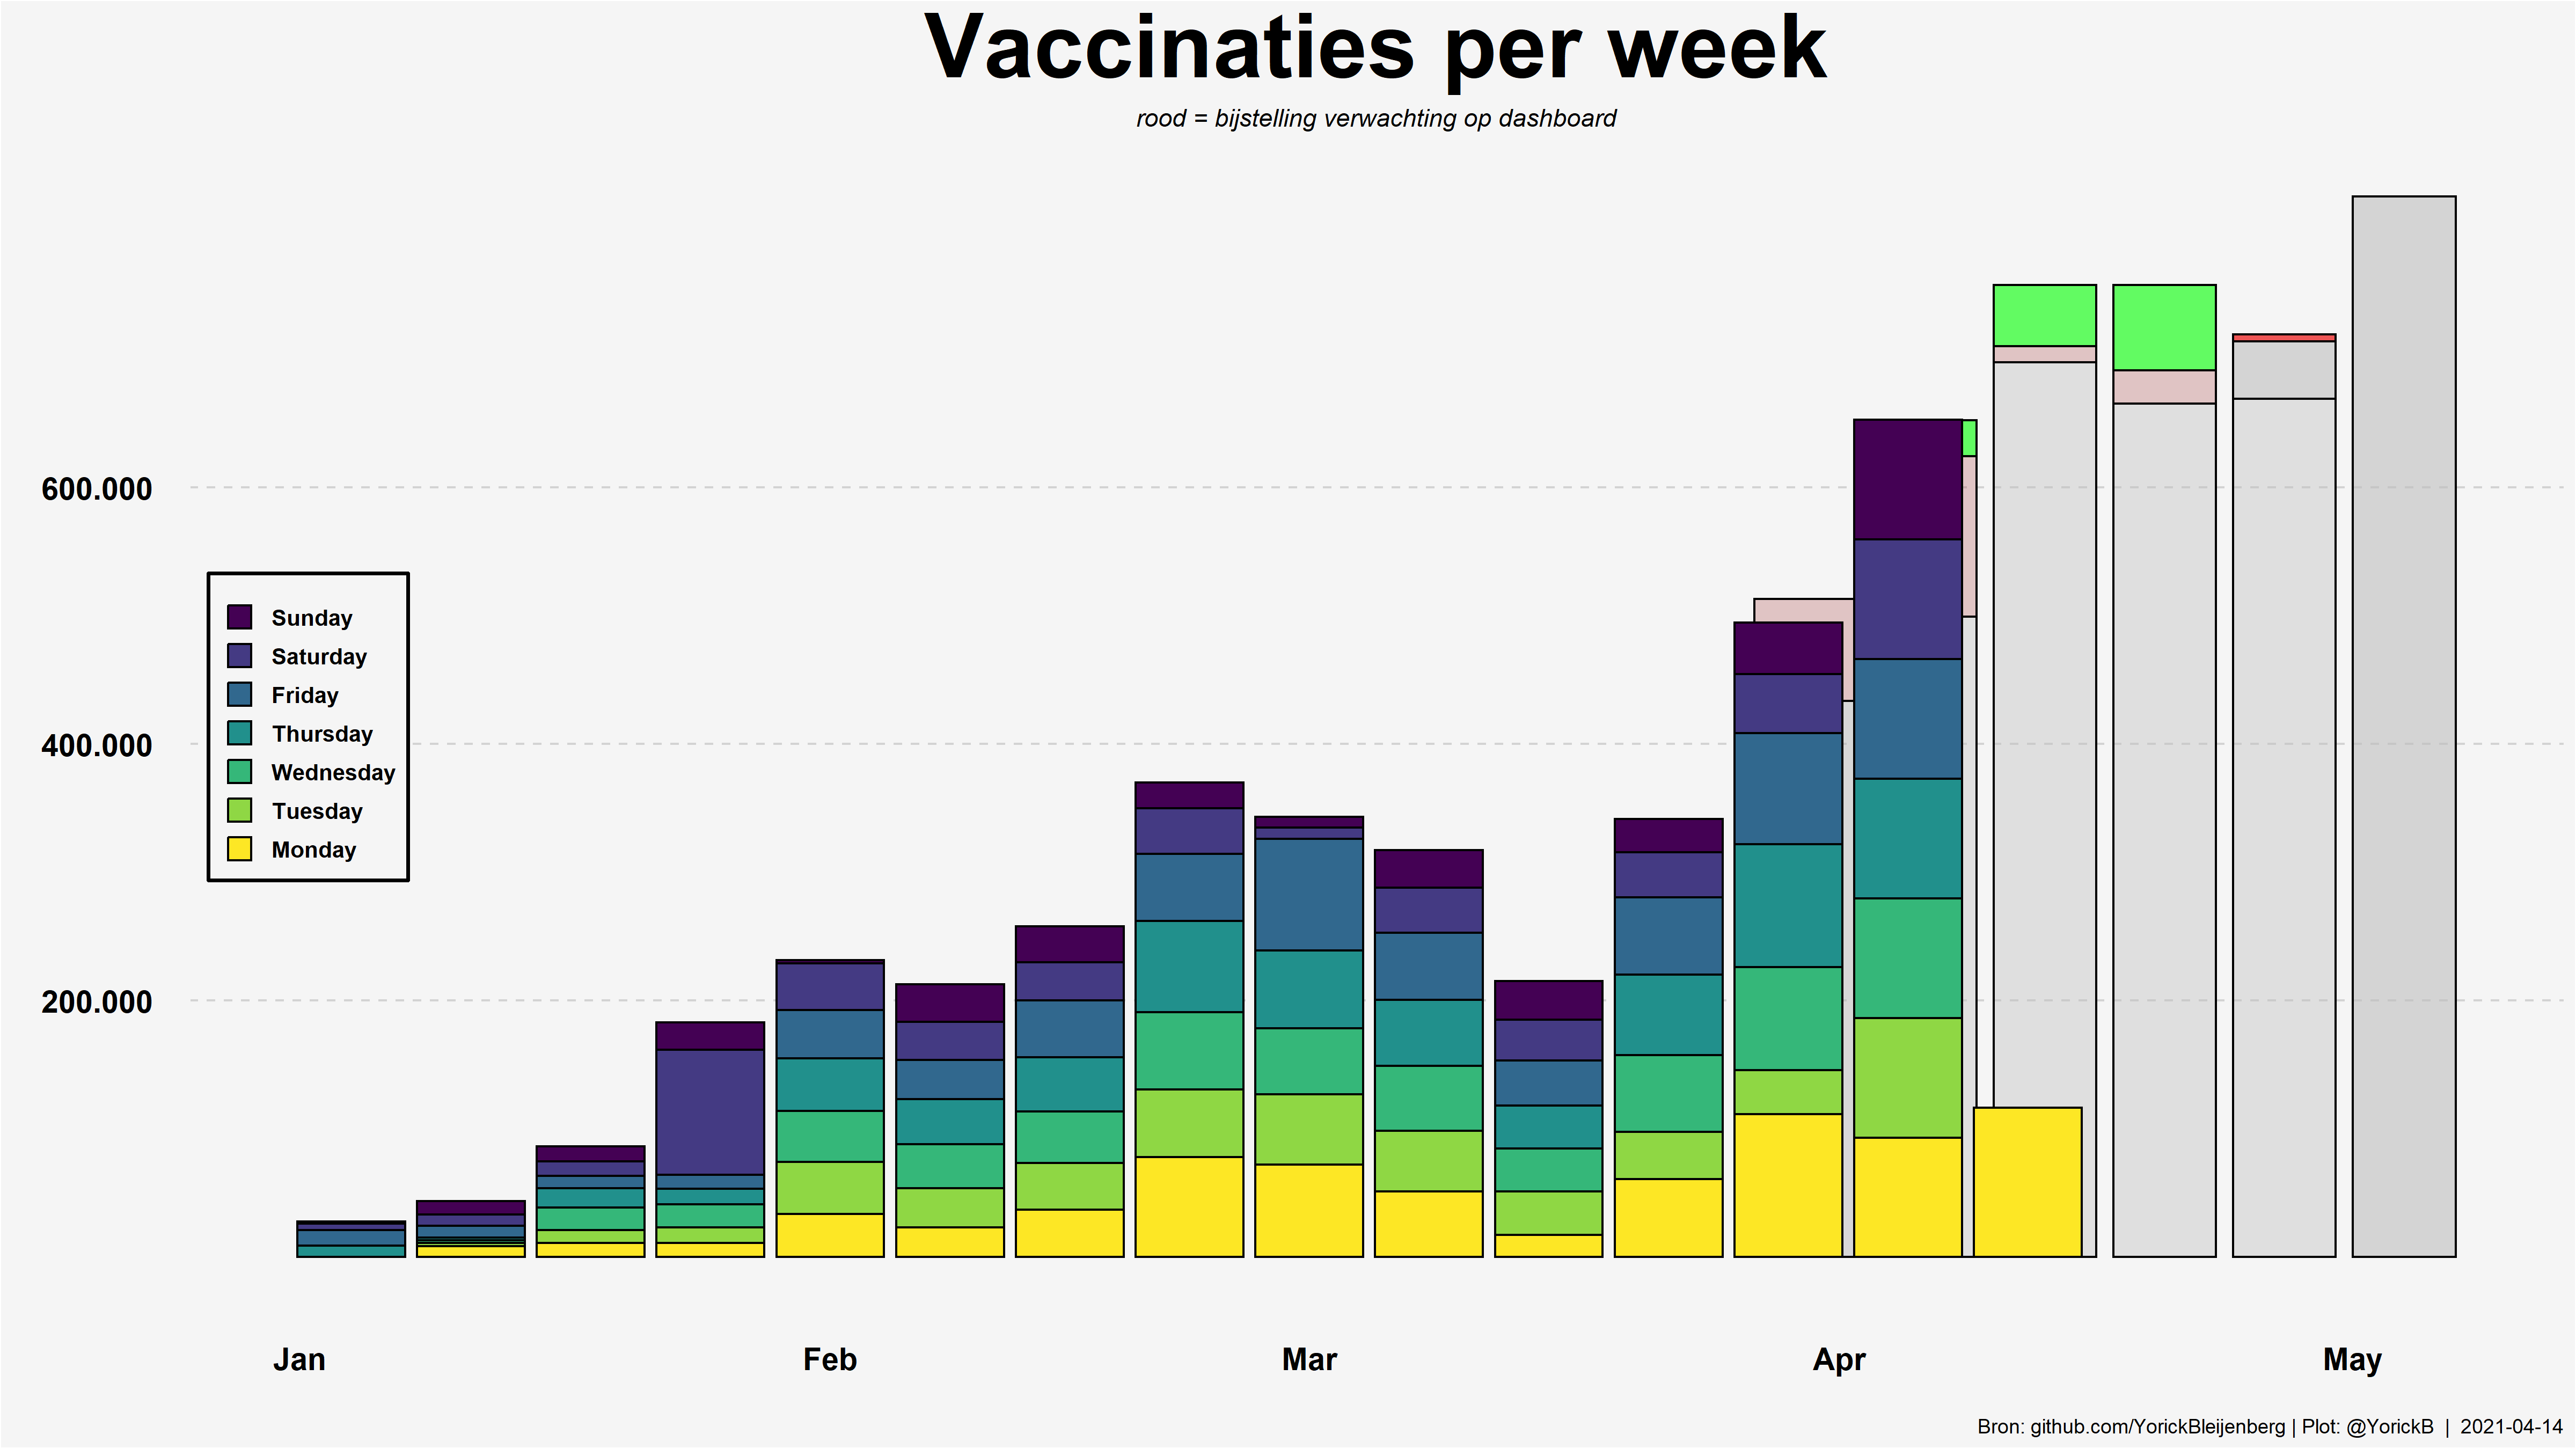 Vaccinaties per week
rood = bijstelling verwachting op dashboard
600.000
400.000
200.000
Sunday
Saturday
Friday
Thursday
Wednesday
Tuesday
Monday
Jan Feb Mar Apr May
Bron: github.com/YorickBleijenberg | Plot: @YorickB | 2021-04-14